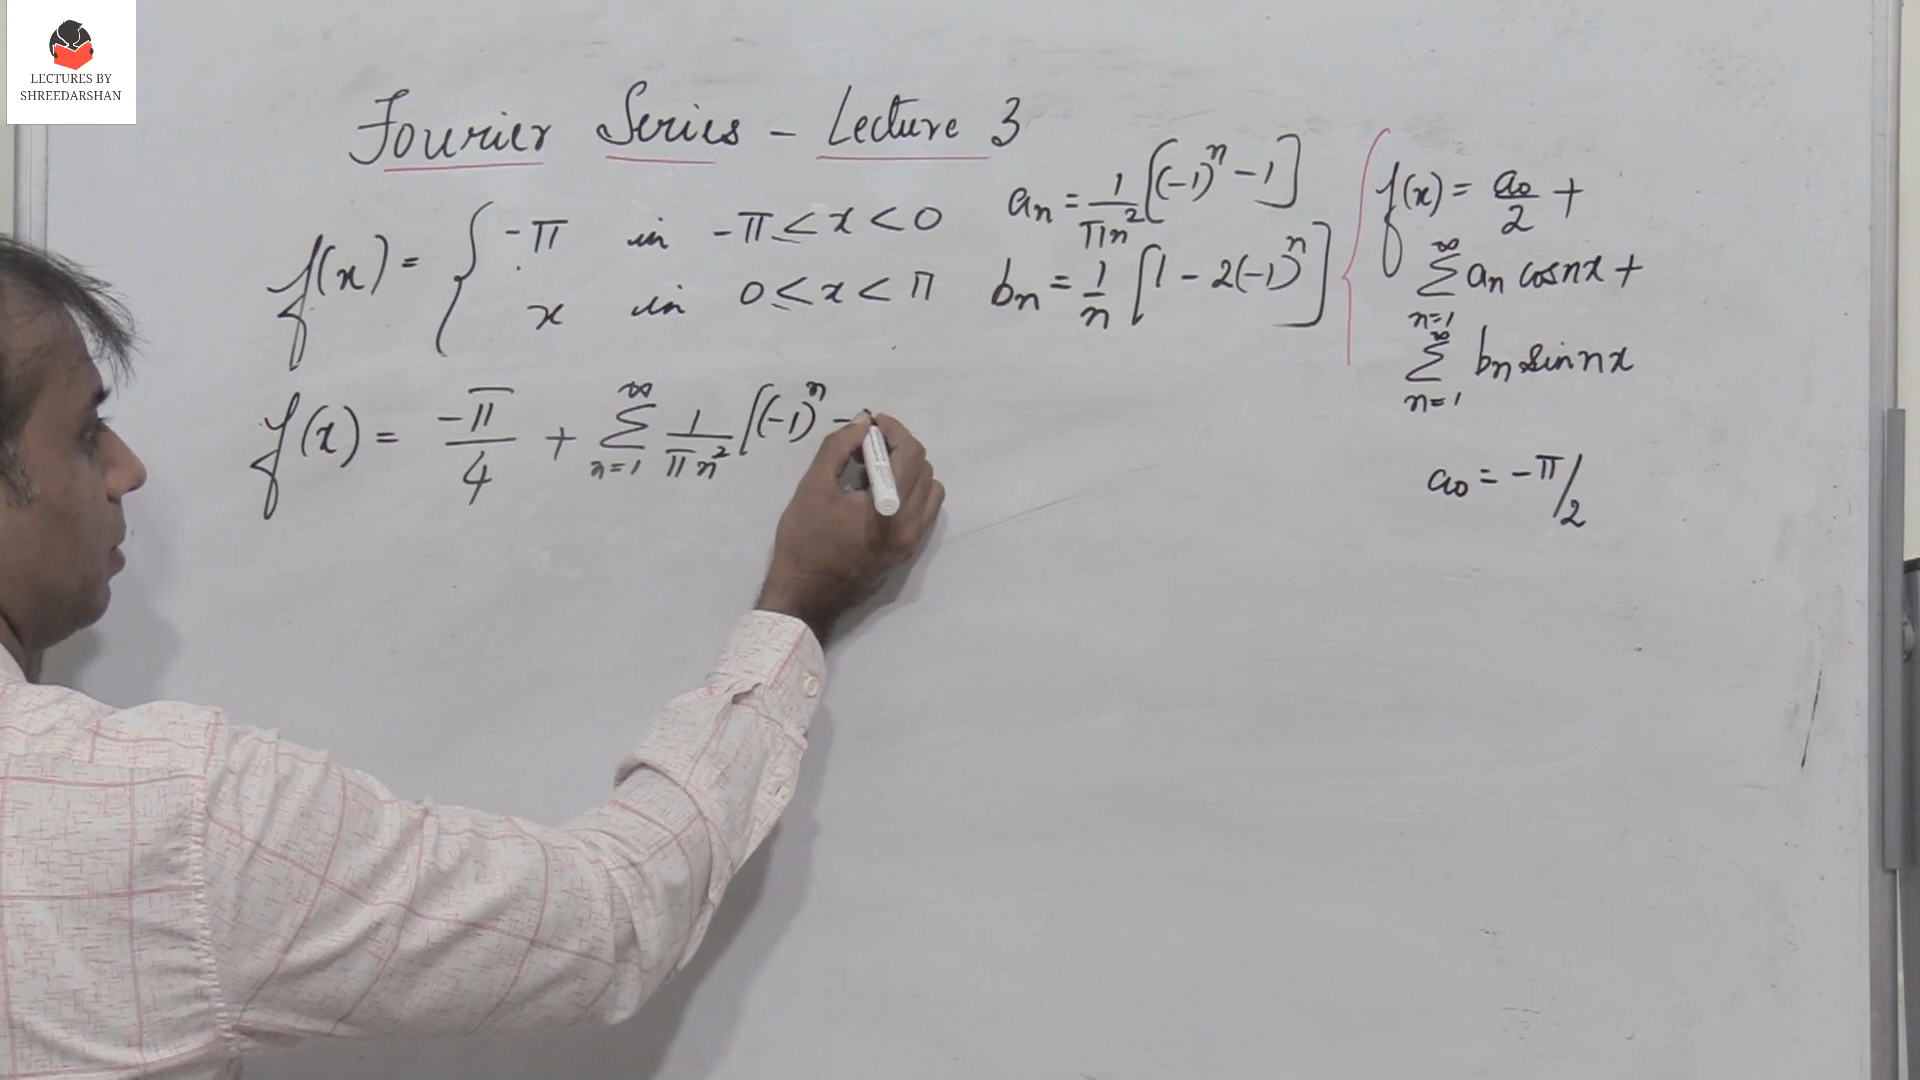 LECTURES BY
SHREEDARSHAN
Fourier Series - Lecture 3
f(x) = { -π in -π ≤ x < 0
x in 0 ≤ x < π
aₙ = 1/πn² [(-1)ⁿ - 1]
bₙ = 1/n [1 - 2(-1)ⁿ]
f(x) = a₀/2 +
∞ Σ n=1 aₙ cos nx +
∞ Σ n=1 bₙ sin nx
a₀ = -π/2
f(x) = -π/4 + ∞ Σ n=1 1/πn² [(-1)ⁿ -